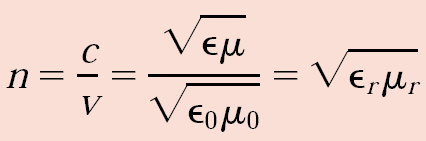 n = c/v = √ϵμ / √ϵ₀μ₀ = √ϵᵣμᵣ